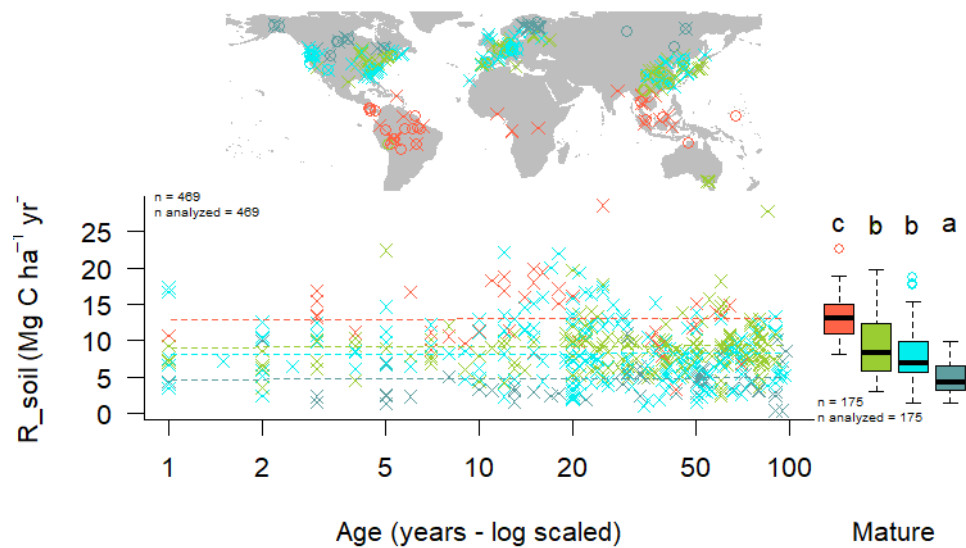 n = 469
n analyzed = 469
R_soil (Mg C ha⁻¹ yr⁻
25
20
15
10
5
0
1 2 5 10 20 50 100
Age (years - log scaled)
c b b a
n = 175
n analyzed = 175
Mature